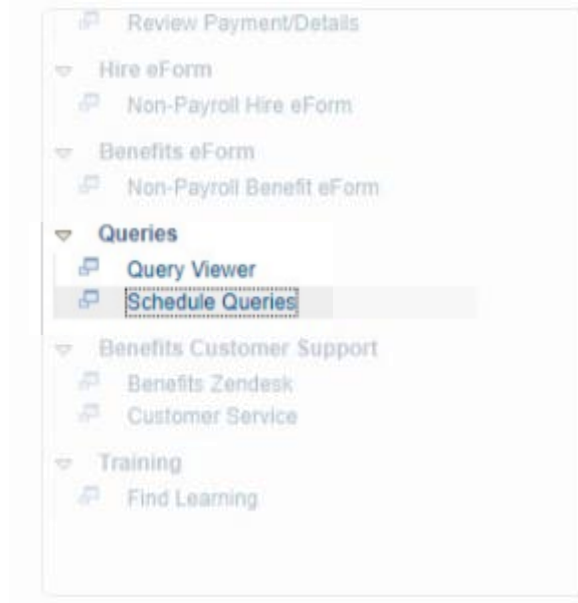 Review Payment/Details
Hire eForm
Non-Payroll Hire eForm
Benefits eForm
Non-Payroll Benefit eForm
Queries
Query Viewer
Schedule Queries
Benefits Customer Support
Benefits Zendesk
Customer Service
Training
Find Learning